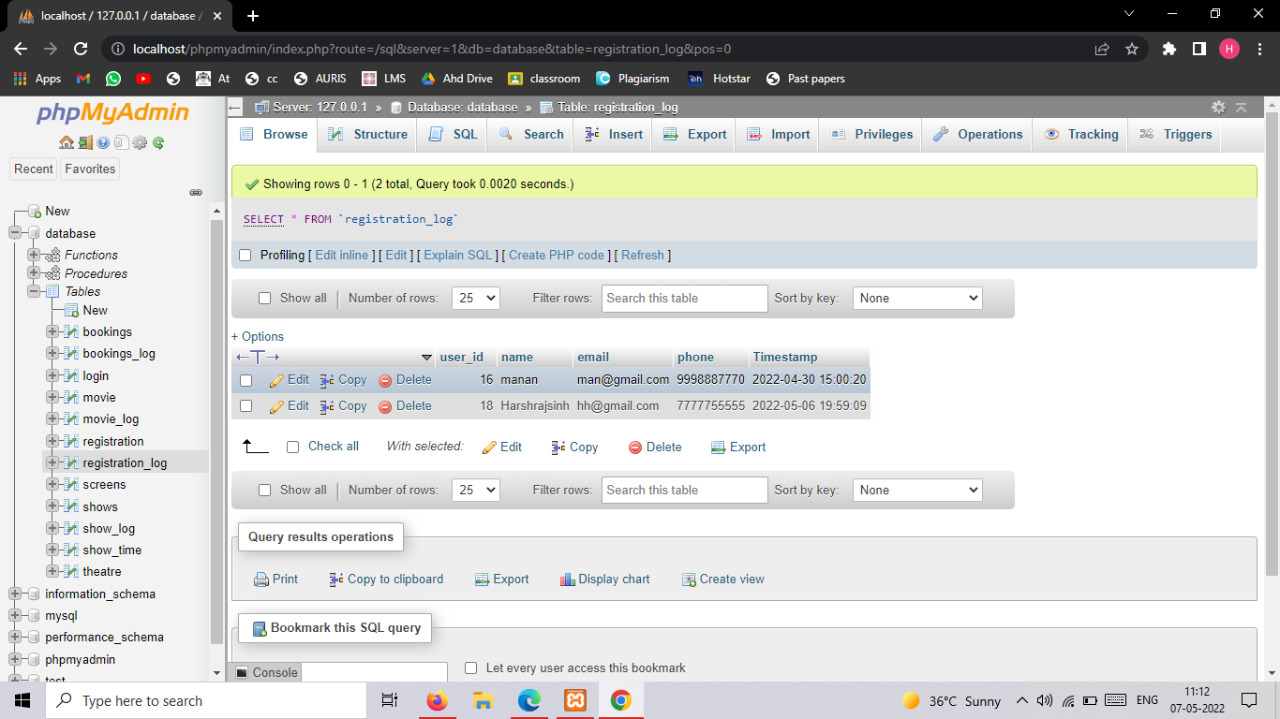 localhost / 127.0.0.1 / database /
localhost/phpmyadmin/index.php?route=/sql&server=1&db=database&table=registration_log&pos=0
H
Apps At cc AURIS LMS Ahd Drive classroom Plagiarism Hotstar Past papers
phpMyAdmin
Recent Favorites
New
database
Functions
Procedures
Tables
New
bookings
bookings_log
login
movie
movie_log
registration
registration_log
screens
shows
show_log
show_time
theatre
information_schema
mysql
performance_schema
phpmyadmin
test
Server: 127.0.0.1 » Database: database » Table: registration_log
Browse Structure SQL Search Insert Export Import Privileges Operations Tracking Triggers
Showing rows 0 - 1 (2 total, Query took 0.0020 seconds.)
SELECT * FROM `registration_log`
Profiling [ Edit inline ] [ Edit ] [ Explain SQL ] [ Create PHP code ] [ Refresh ]
Show all Number of rows: 25 Filter rows: Search this table Sort by key: None
+ Options
user_id name email phone Timestamp
Edit Copy Delete 16 manan man@gmail.com 9998887770 2022-04-30 15:00:20
Edit Copy Delete 18 Harshrajsinh hh@gmail.com 7777755555 2022-05-06 19:59:09
Check all With selected: Edit Copy Delete Export
Show all Number of rows: 25 Filter rows: Search this table Sort by key: None
Query results operations
Print Copy to clipboard Export Display chart Create view
Bookmark this SQL query
Console
Let every user access this bookmark
Type here to search
36°C Sunny
ENG
11:12
07-05-2022